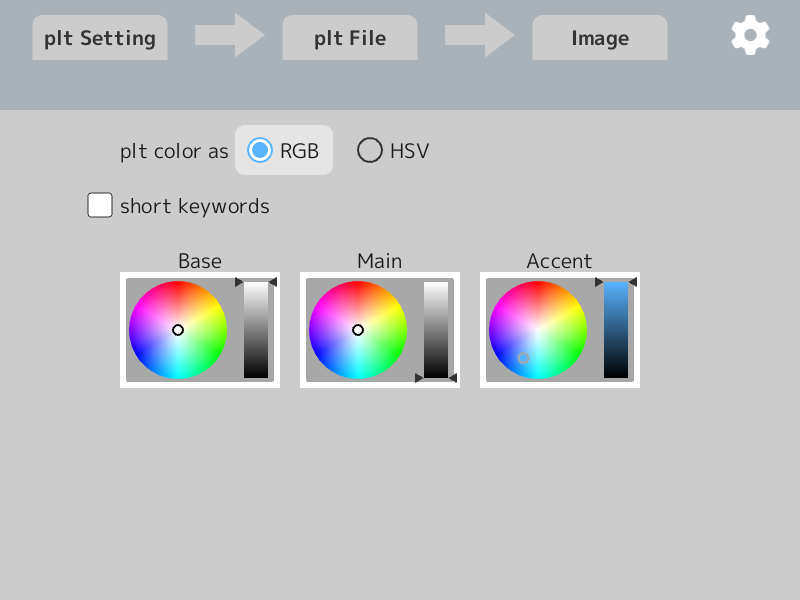 plt Setting
plt File
Image
plt color as RGB HSV
short keywords
Base Main Accent